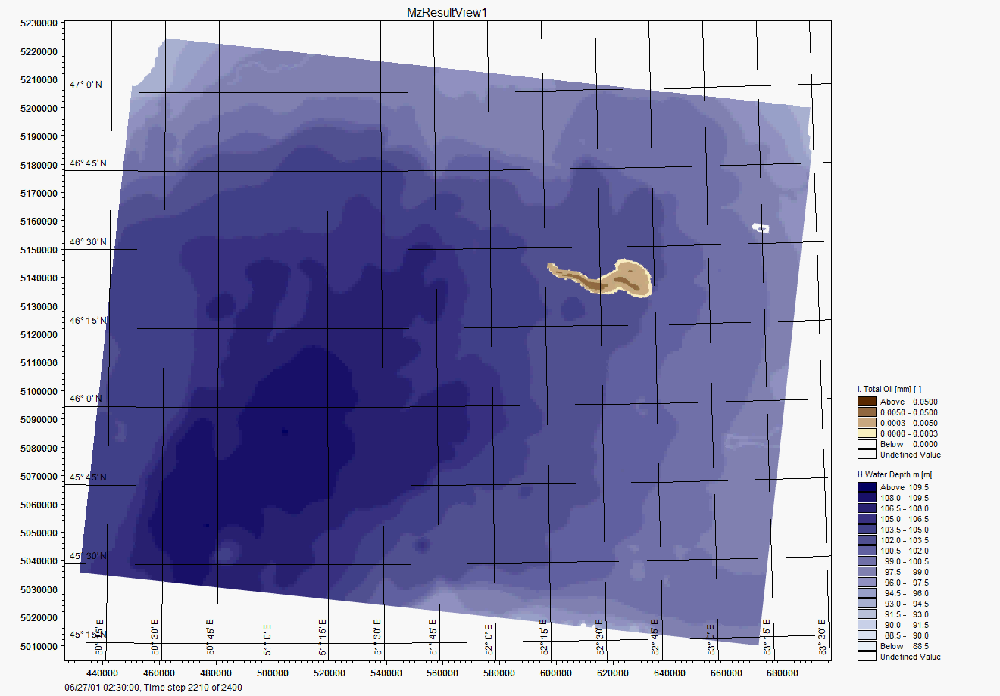 MzResultView1
5230000
5220000
5210000
47° 0' N
5200000
5190000
46° 45' N
5180000
5170000
5160000
46° 30' N
5150000
5140000
5130000
46° 15' N
5120000
5110000
5100000
46° 0' N
5090000
5080000
5070000
45° 45' N
5060000
5050000
45° 30' N
5040000
5030000
5020000
45° 15' N
5010000
50° 15' E
50° 30' E
50° 45' E
51° 0' E
51° 15' E
51° 30' E
51° 45' E
52° 0' E
52° 15' E
52° 30' E
52° 45' E
53° 0' E
53° 15' E
53° 30' E
440000 460000 480000 500000 520000 540000 560000 580000 600000 620000 640000 660000 680000
06/27/01 02:30:00, Time step 2210 of 2400
I. Total Oil [mm] [-]
Above 0.0500
0.0050 - 0.0500
0.0003 - 0.0050
0.0000 - 0.0003
Below 0.0000
Undefined Value
H Water Depth m [m]
Above 109.5
108.0 - 109.5
106.5 - 108.0
105.0 - 106.5
103.5 - 105.0
102.0 - 103.5
100.5 - 102.0
99.0 - 100.5
97.5 - 99.0
96.0 - 97.5
94.5 - 96.0
93.0 - 94.5
91.5 - 93.0
90.0 - 91.5
88.5 - 90.0
Below 88.5
Undefined Value